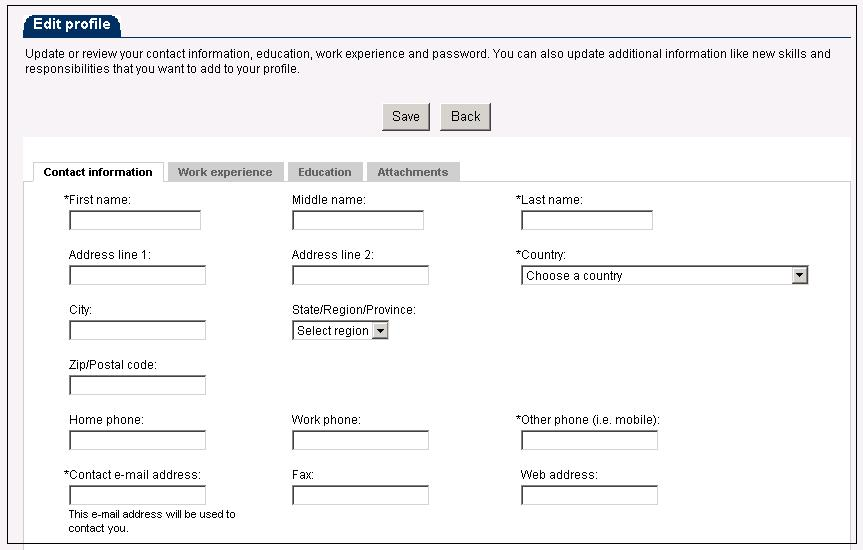 Edit profile
Update or review your contact information, education, work experience and password. You can also update additional information like new skills and
responsibilities that you want to add to your profile.
Save Back
Contact information Work experience Education Attachments
*First name: Middle name: *Last name:
Address line 1: Address line 2: *Country:
Choose a country
City: State/Region/Province:
Select region
Zip/Postal code:
Home phone: Work phone: *Other phone (i.e. mobile):
*Contact e-mail address: Fax: Web address:
This e-mail address will be used to
contact you.